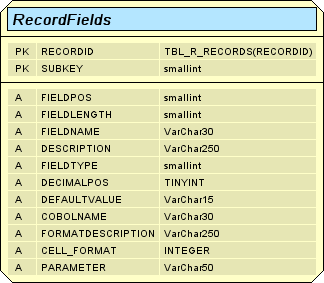 RecordFields
PK RECORDID TBL_R_RECORDS(RECORDID)
PK SUBKEY smallint
A FIELDPOS smallint
A FIELDLENGTH smallint
A FIELDNAME VarChar30
A DESCRIPTION VarChar250
A FIELDTYPE smallint
A DECIMALPOS TINYINT
A DEFAULTVALUE VarChar15
A COBOLNAME VarChar30
A FORMATDESCRIPTION VarChar250
A CELL_FORMAT INTEGER
A PARAMETER VarChar50